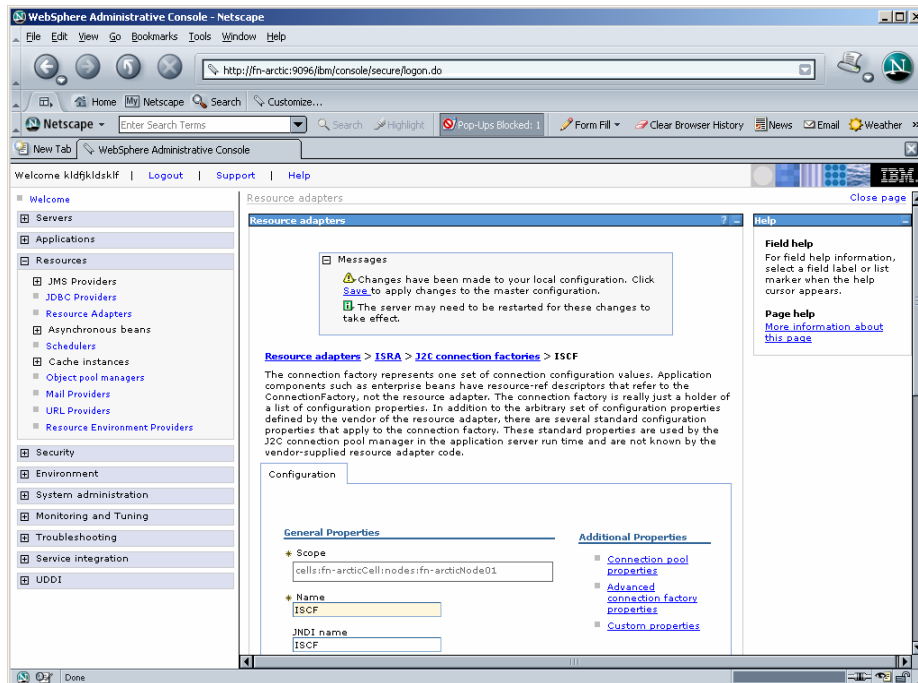 WebSphere Administrative Console - Netscape
File Edit View Go Bookmarks Tools Window Help
http://fn-arctic:9096/ibm/console/secure/logon.do
Home My Netscape Search Customize...
Netscape Enter Search Terms Search Highlight Pop-Ups Blocked: 1 Form Fill Clear Browser History News Email Weather »
New Tab WebSphere Administrative Console
Welcome kldfjkldsklf | Logout | Support | Help IBM.
Welcome
Servers
Applications
Resources
JMS Providers
JDBC Providers
Resource Adapters
Asynchronous beans
Schedulers
Cache instances
Object pool managers
Mail Providers
URL Providers
Resource Environment Providers
Security
Environment
System administration
Monitoring and Tuning
Troubleshooting
Service integration
UDDI
Resource adapters Close page
Resource adapters ? -
Messages
Changes have been made to your local configuration. Click
Save to apply changes to the master configuration.
The server may need to be restarted for these changes to
take effect.
Resource adapters > ISRA > J2C connection factories > ISCF
The connection factory represents one set of connection configuration values. Application
components such as enterprise beans have resource-ref descriptors that refer to the
ConnectionFactory, not the resource adapter. The connection factory is really just a holder of
a list of configuration properties. In addition to the arbitrary set of configuration properties
defined by the vendor of the resource adapter, there are several standard configuration
properties that apply to the connection factory. These standard properties are used by the
J2C connection pool manager in the application server run time and are not known by the
vendor-supplied resource adapter code.
Configuration
General Properties
* Scope
cells:fn-arcticCell:nodes:fn-arcticNode01
* Name
ISCF
JNDI name
ISCF
Additional Properties
Connection pool
properties
Advanced
connection factory
properties
Custom properties
Help -
Field help
For field help information,
select a field label or list
marker when the help
cursor appears.
Page help
More information about
this page
Done